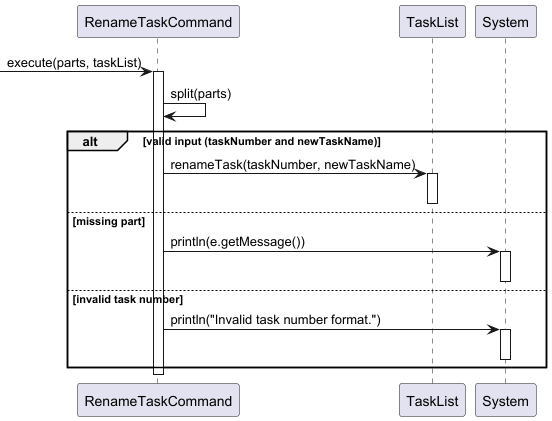 RenameTaskCommand
TaskList
System
execute(parts, taskList)
split(parts)
alt
[valid input (taskNumber and newTaskName)]
renameTask(taskNumber, newTaskName)
[missing part]
println(e.getMessage())
[invalid task number]
println("Invalid task number format.")
RenameTaskCommand
TaskList
System